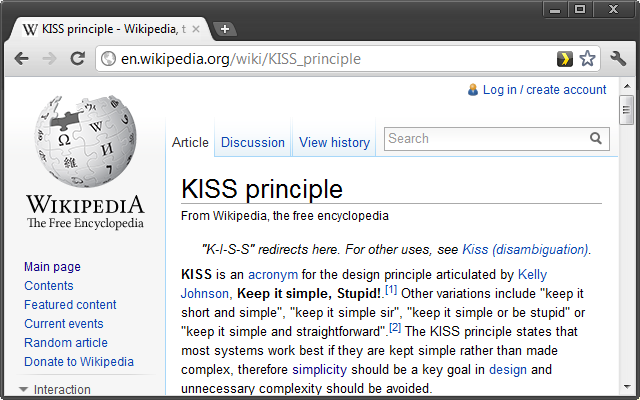 KISS principle - Wikipedia, t
en.wikipedia.org/wiki/KISS_principle
Log in / create account
Article Discussion View history Search
WIKIPEDIA
The Free Encyclopedia
Main page
Contents
Featured content
Current events
Random article
Donate to Wikipedia
Interaction
KISS principle
From Wikipedia, the free encyclopedia
"K-I-S-S" redirects here. For other uses, see Kiss (disambiguation).
KISS is an acronym for the design principle articulated by Kelly
Johnson, Keep it simple, Stupid!.[1] Other variations include "keep it
short and simple", "keep it simple sir", "keep it simple or be stupid" or
"keep it simple and straightforward".[2] The KISS principle states that
most systems work best if they are kept simple rather than made
complex, therefore simplicity should be a key goal in design and
unnecessary complexity should be avoided.